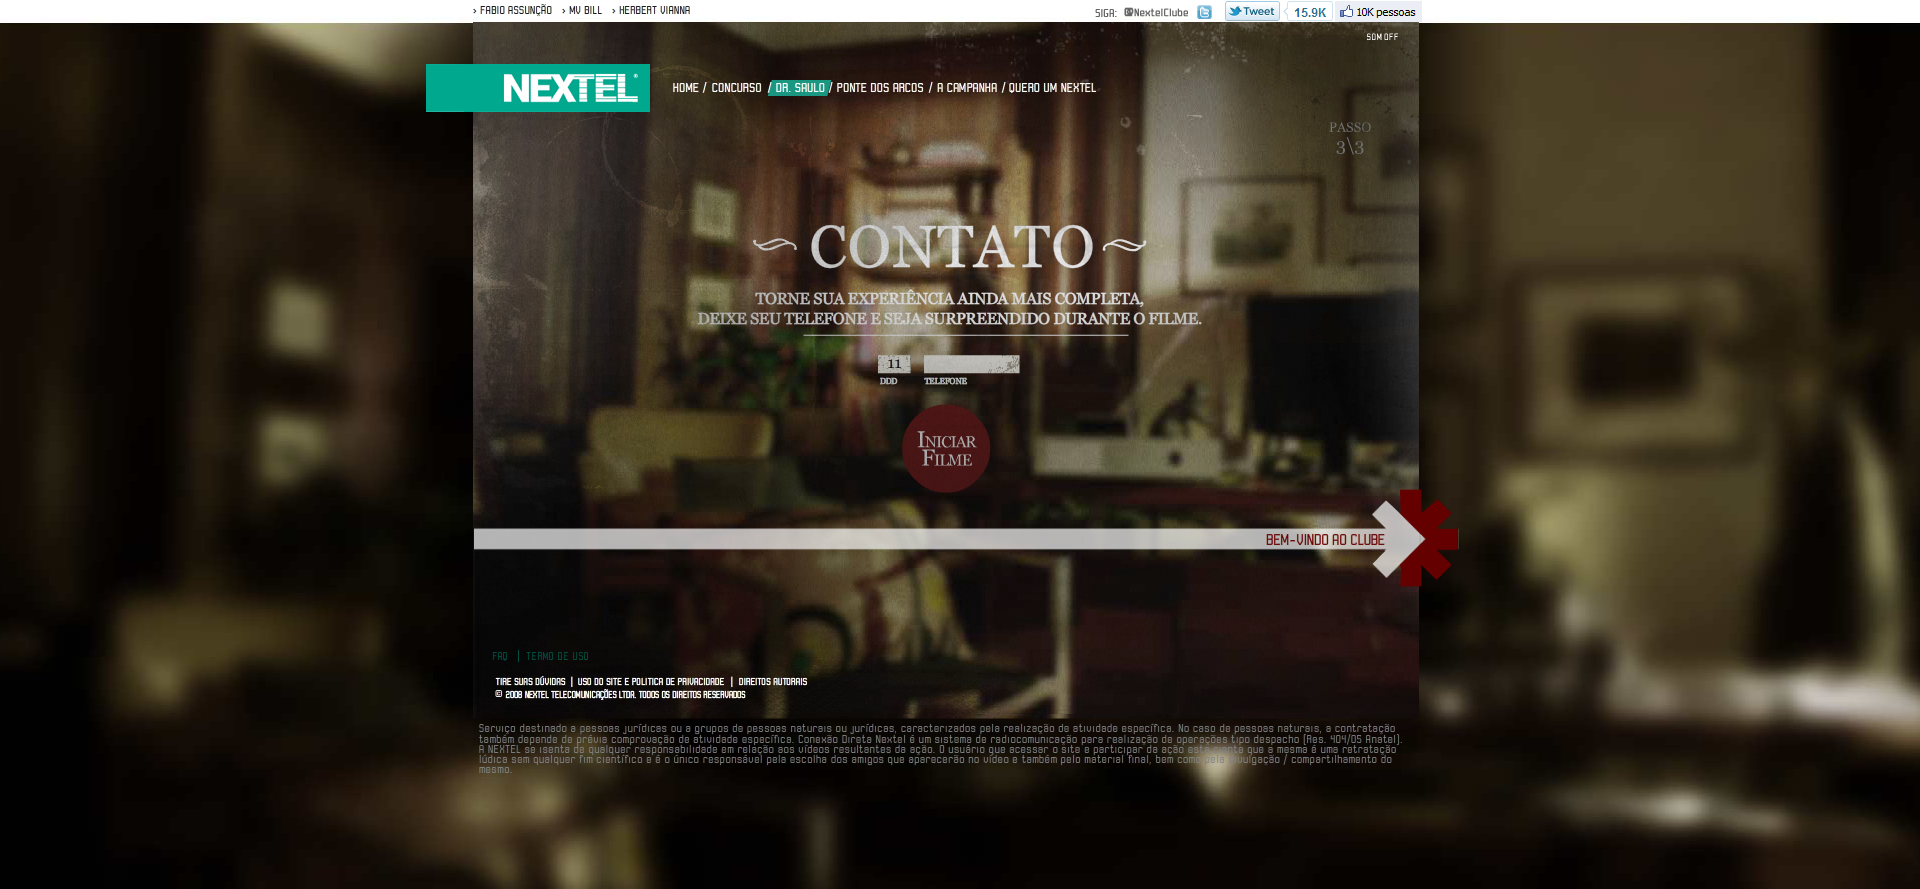 › FABIO ASSUNÇÃO › MV BILL › HERBERT VIANNA
SIGA: @NextelClube Tweet 15.9K 10K pessoas
SOM OFF
NEXTEL
HOME / CONCURSO / DR. SAULO / PONTE DOS ARCOS / A CAMPANHA / QUERO UM NEXTEL
PASSO
3\3
~ CONTATO ~
TORNE SUA EXPERIÊNCIA AINDA MAIS COMPLETA,
DEIXE SEU TELEFONE E SEJA SURPREENDIDO DURANTE O FILME.
11
DDD TELEFONE
INICIAR
FILME
BEM-VINDO AO CLUBE
FAQ | TERMO DE USO
TIRE SUAS DÚVIDAS | USO DO SITE E POLITICA DE PRIVACIDADE | DIREITOS AUTORAIS
© 2008 NEXTEL TELECOMUNICAÇÕES LTDA. TODOS OS DIREITOS RESERVADOS
Serviço destinado a pessoas jurídicas ou a grupos de pessoas naturais ou jurídicas, caracterizados pela realização de atividade específica. No caso de pessoas naturais, a contratação
também depende de prévia comprovação da atividade específica. Conexão Direta Nextel é um sistema de radiocomunicação para realização de operações tipo despacho (Res. 404/05 Anatel).
A NEXTEL se isenta de qualquer responsabilidade em relação aos vídeos resultantes da ação. O usuário que acessar o site e participar da ação está ciente que a mesma é uma retratação
lúdica sem qualquer fim científico e é o único responsável pela escolha dos amigos que aparecerão no vídeo e também pelo material final, bem como pela divulgação / compartilhamento do
mesmo.